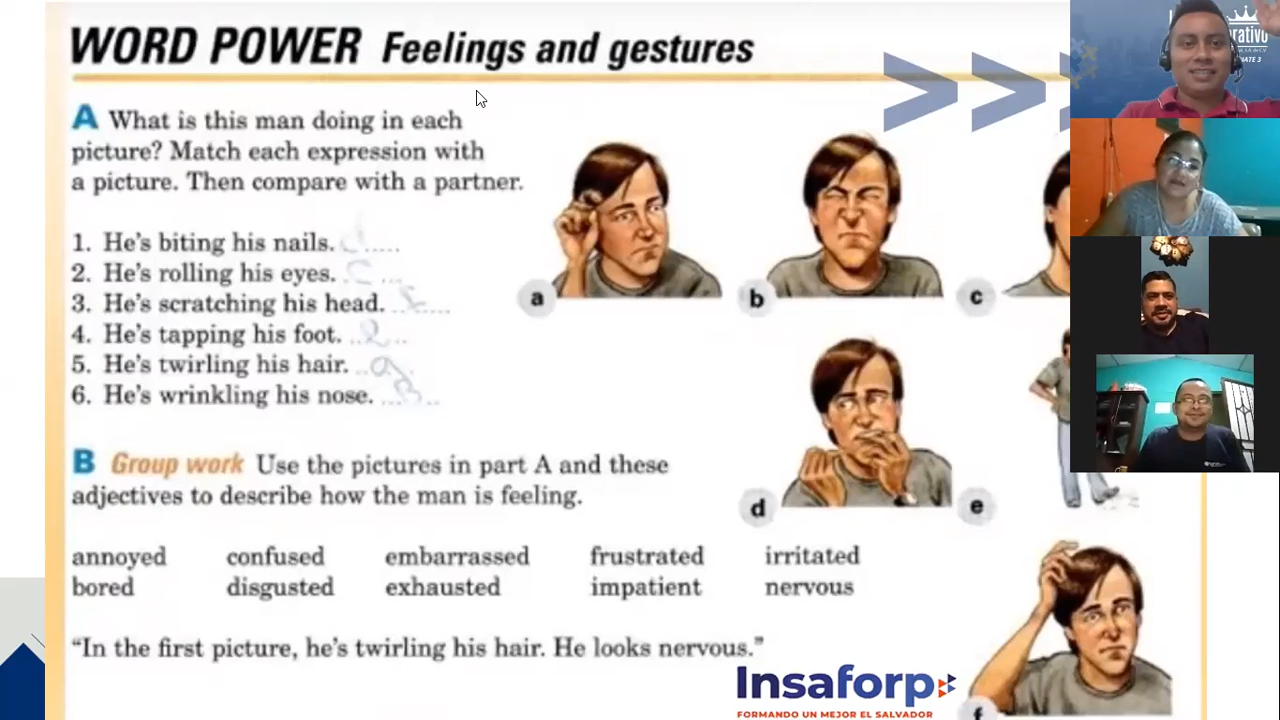 WORD POWER Feelings and gestures
A What is this man doing in each
picture? Match each expression with
a picture. Then compare with a partner.
1. He's biting his nails. d
2. He's rolling his eyes. c
3. He's scratching his head.
4. He's tapping his foot.
5. He's twirling his hair. a
6. He's wrinkling his nose.
a
b
c
d
e
f
B Group work Use the pictures in part A and these
adjectives to describe how the man is feeling.
annoyed confused embarrassed frustrated irritated
bored disgusted exhausted impatient nervous
"In the first picture, he's twirling his hair. He looks nervous."
Insaforp
FORMANDO UN MEJOR EL SALVADOR